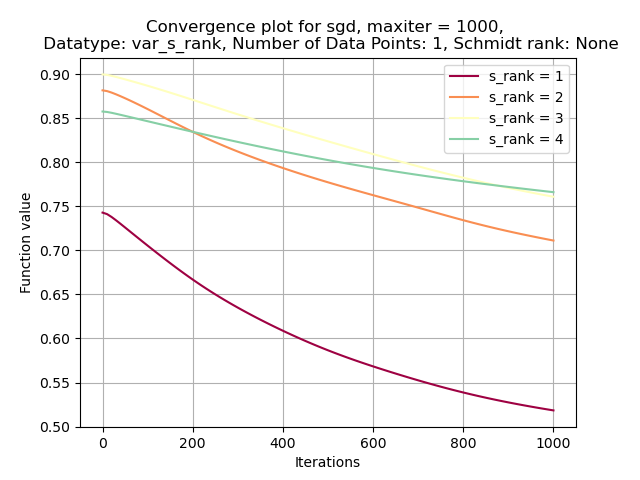 Convergence plot for sgd, maxiter = 1000,
Datatype: var_s_rank, Number of Data Points: 1, Schmidt rank: None
s_rank = 1
s_rank = 2
s_rank = 3
s_rank = 4
Function value
0.90
0.85
0.80
0.75
0.70
0.65
0.60
0.55
0.50
0 200 400 600 800 1000
Iterations